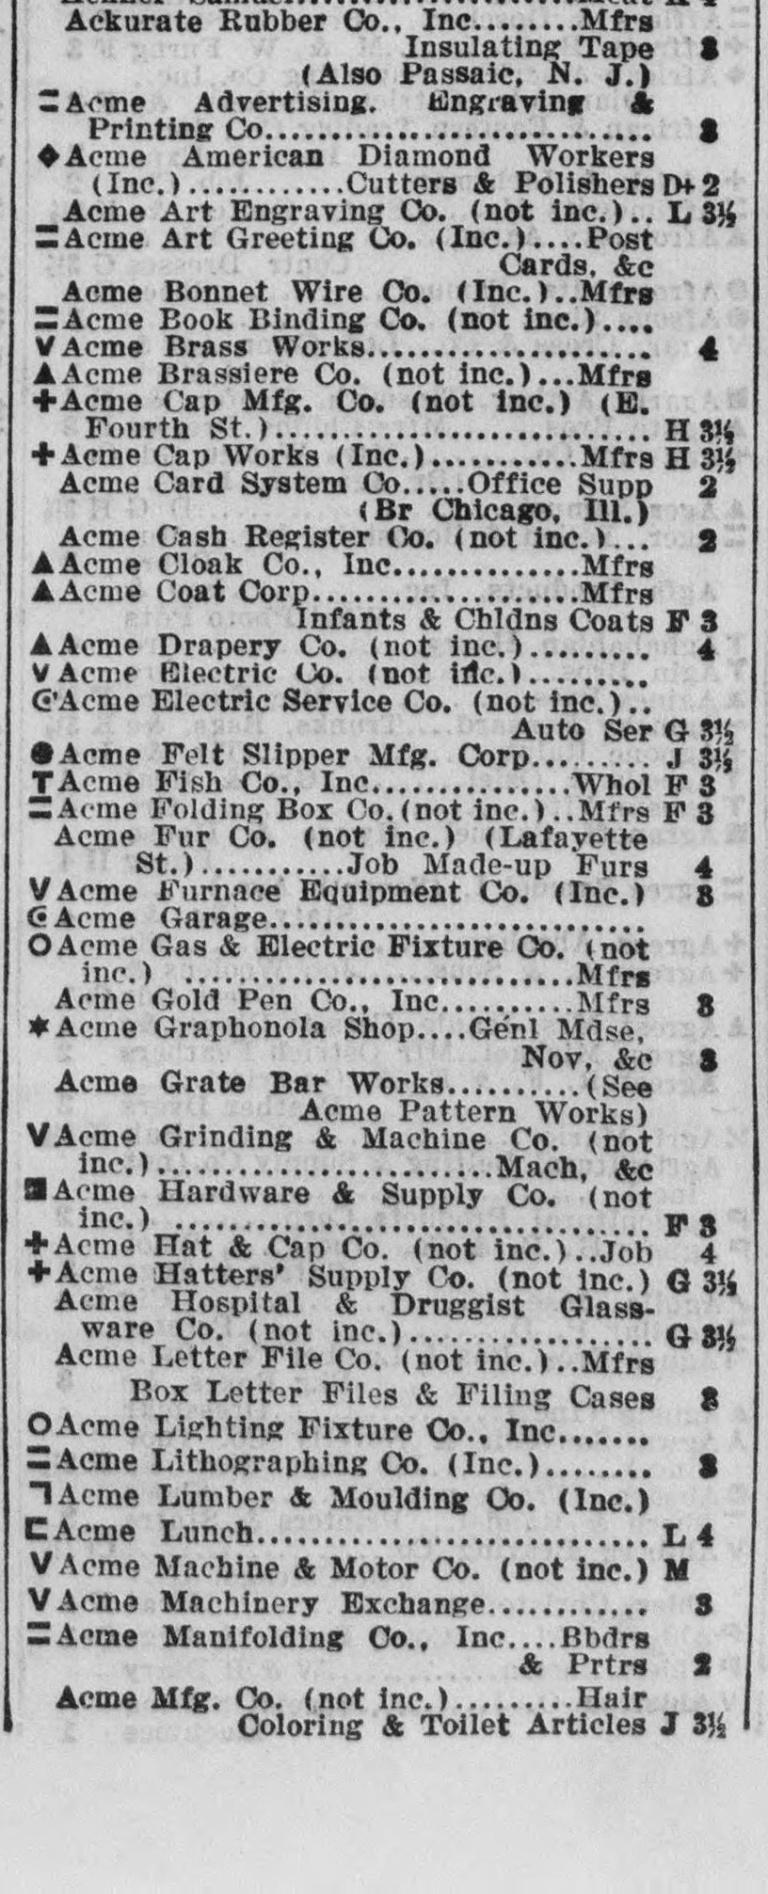 Ackurate Rubber Co., Inc........Mfrs
Insulating Tape 3
(Also Passaic, N. J.)
=Acme Advertising, Engraving &
Printing Co............................. 3
◆Acme American Diamond Workers
(Inc.)............Cutters & Polishers D+ 2
Acme Art Engraving Co. (not inc.).. L 3½
=Acme Art Greeting Co. (Inc.)....Post
Cards, &c
Acme Bonnet Wire Co. (Inc.)..Mfrs
=Acme Book Binding Co. (not inc.)....
VAcme Brass Works..................... 4
▲Acme Brassiere Co. (not inc.)...Mfrs
+Acme Cap Mfg. Co. (not inc.) (E.
Fourth St.)............................ H 3½
+Acme Cap Works (Inc.)...........Mfrs H 3½
Acme Card System Co.....Office Supp 2
(Br Chicago, Ill.)
Acme Cash Register Co. (not inc.)... 2
▲Acme Cloak Co., Inc..............Mfrs
▲Acme Coat Corp....................Mfrs
Infants & Chldns Coats F 3
▲Acme Drapery Co. (not inc.)......... 4
VAcme Electric Co. (not inc.).........
G'Acme Electric Service Co. (not inc.)..
Auto Ser G 3½
●Acme Felt Slipper Mfg. Corp......... J 3½
TAcme Fish Co., Inc...............Whol F 3
=Acme Folding Box Co.(not inc.)..Mfrs F 3
Acme Fur Co. (not inc.) (Lafayette
St.)............Job Made-up Furs 4
VAcme Furnace Equipment Co. (Inc.) 3
GAcme Garage............................
OAcme Gas & Electric Fixture Co. (not
inc.) .............................Mfrs
Acme Gold Pen Co., Inc..........Mfrs 3
✶Acme Graphonola Shop....Genl Mdse,
Nov, &c 3
Acme Grate Bar Works..........(See
Acme Pattern Works)
VAcme Grinding & Machine Co. (not
inc.).........................Mach, &c
■Acme Hardware & Supply Co. (not
inc.) ................................... F 3
+Acme Hat & Cap Co. (not inc.)..Job 4
+Acme Hatters' Supply Co. (not inc.) G 3½
Acme Hospital & Druggist Glass-
ware Co. (not inc.).................. G 3½
Acme Letter File Co. (not inc.)..Mfrs
Box Letter Files & Filing Cases 3
OAcme Lighting Fixture Co., Inc.......
=Acme Lithographing Co. (Inc.)........ 3
ㄱAcme Lumber & Moulding Co. (Inc.)
⊏Acme Lunch............................. L 4
VAcme Machine & Motor Co. (not inc.) M
VAcme Machinery Exchange............ 3
=Acme Manifolding Co., Inc....Bbdrs
& Prtrs 2
Acme Mfg. Co. (not inc.).........Hair
Coloring & Toilet Articles J 3½